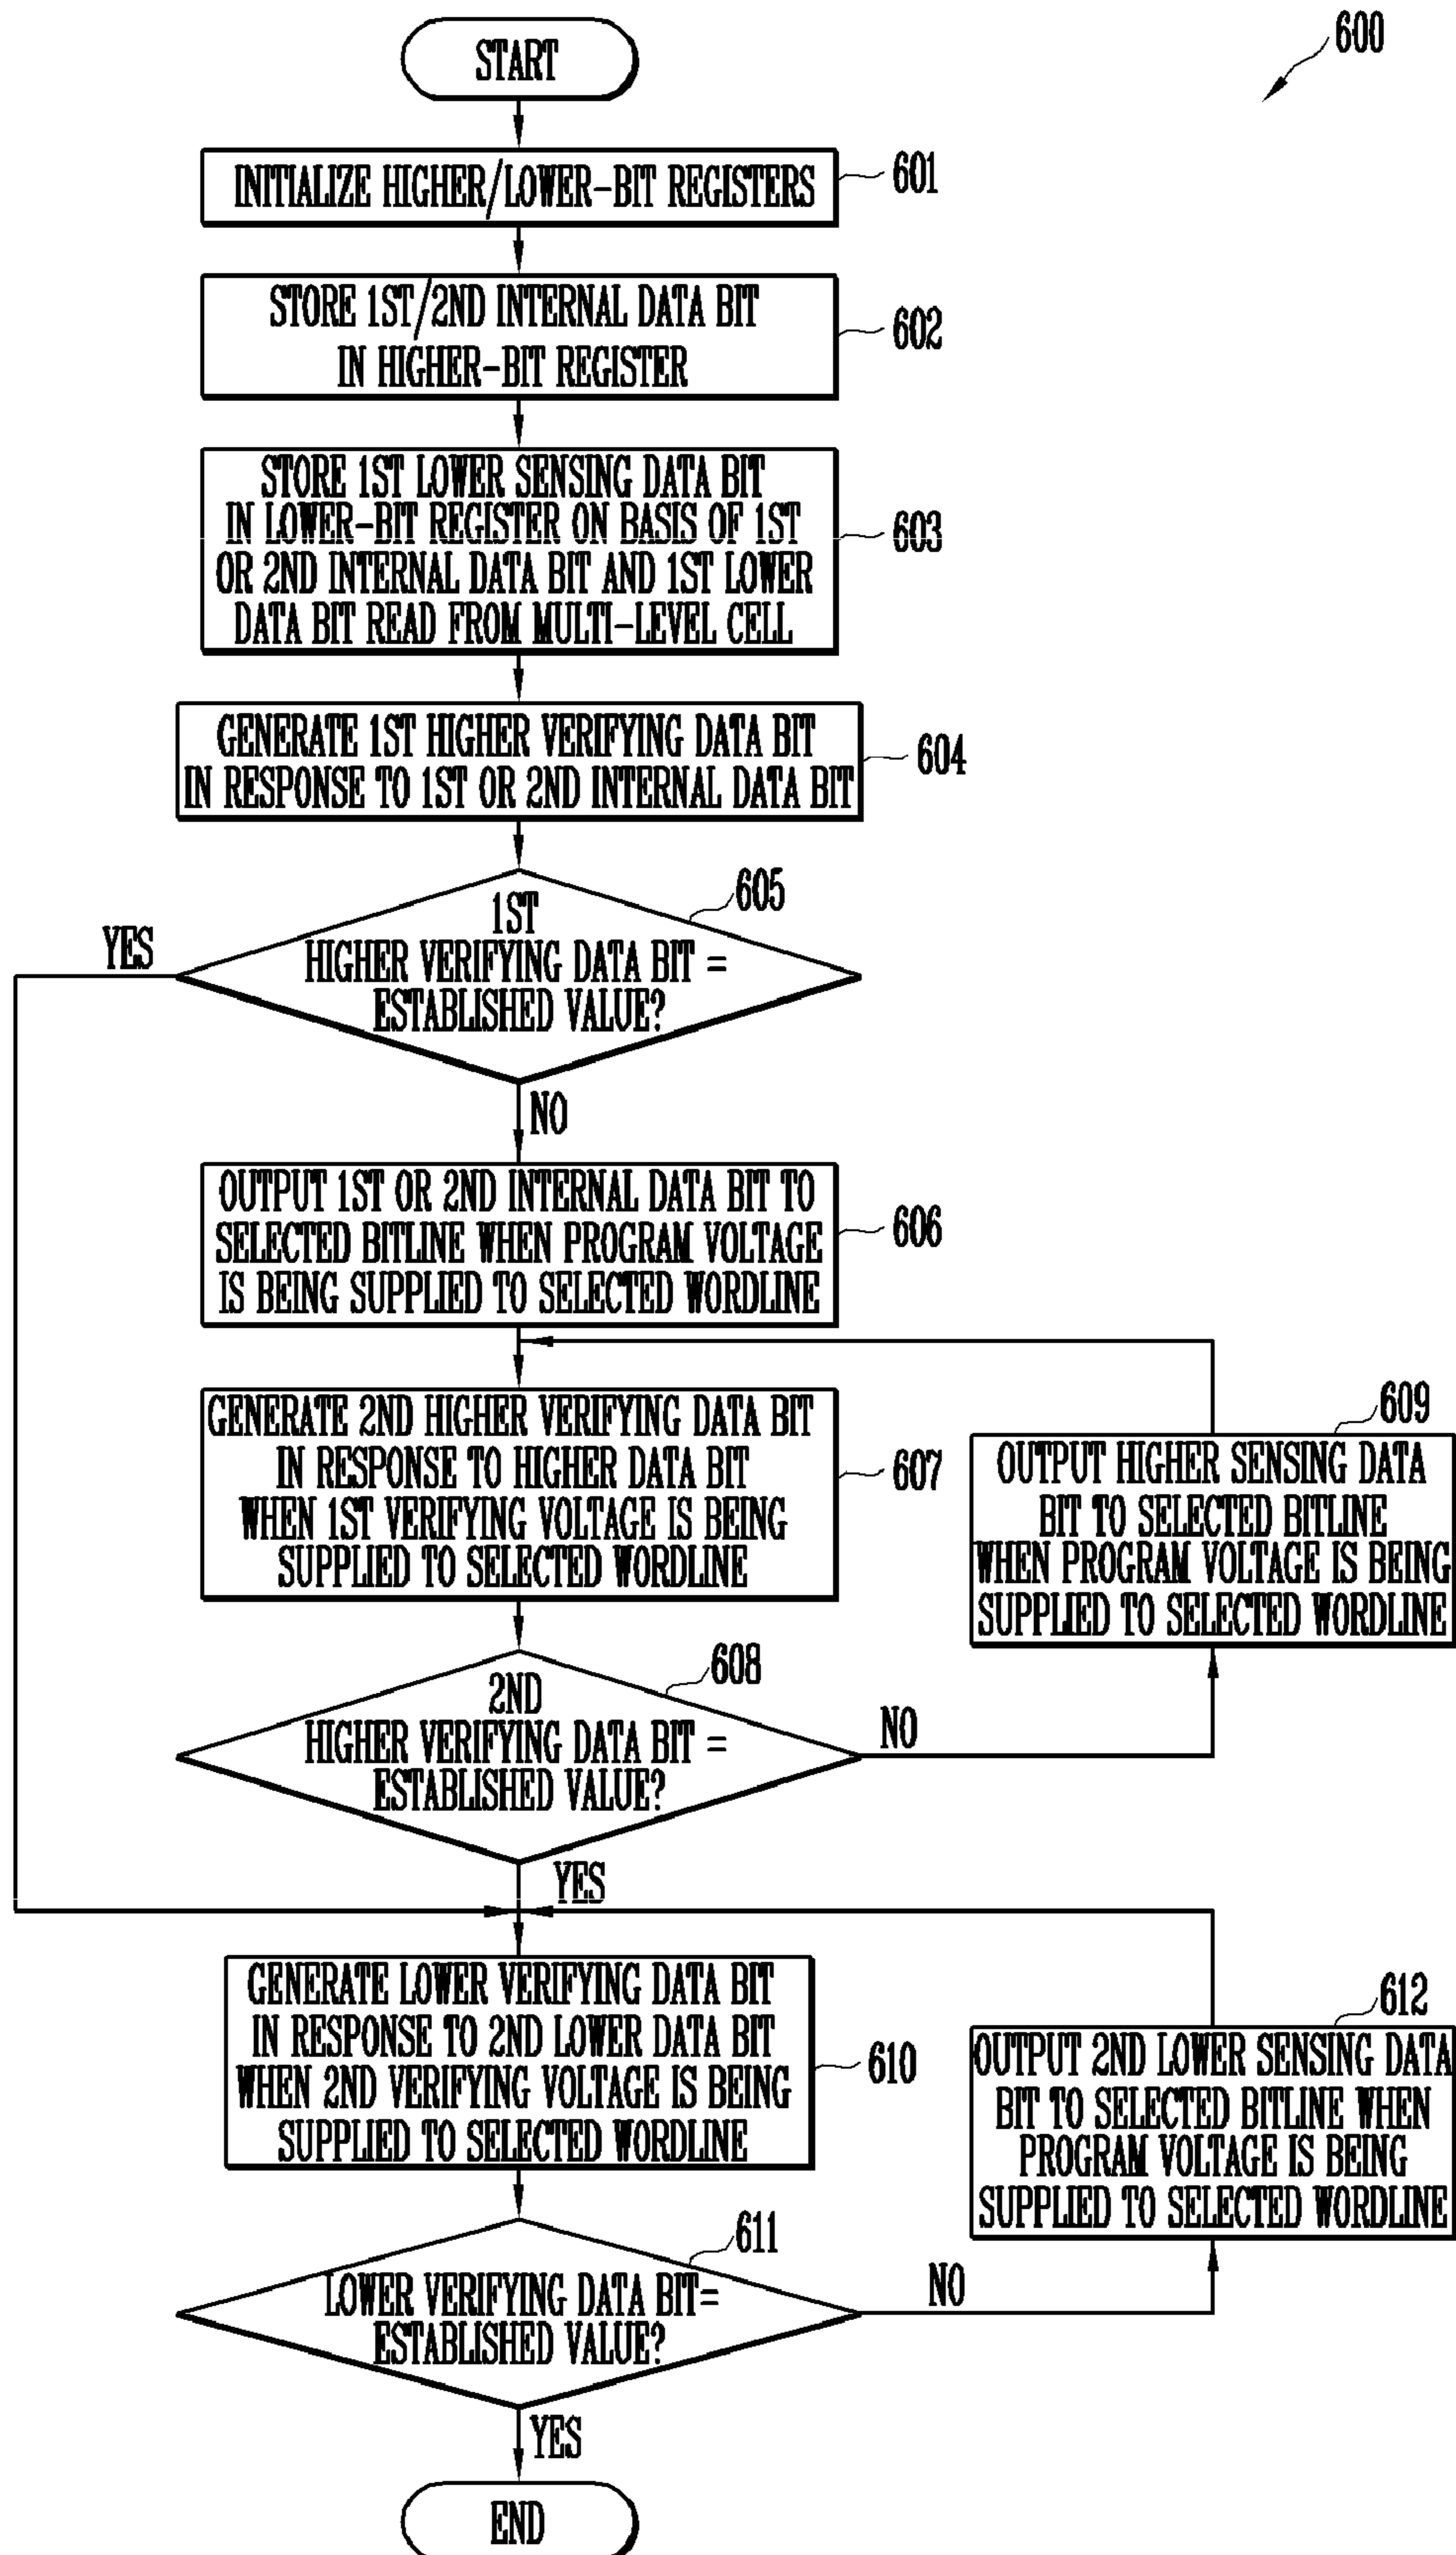 START
600
INITIALIZE HIGHER/LOWER-BIT REGISTERS
601
STORE 1ST/2ND INTERNAL DATA BIT
IN HIGHER-BIT REGISTER
602
STORE 1ST LOWER SENSING DATA BIT
IN LOWER-BIT REGISTER ON BASIS OF 1ST
OR 2ND INTERNAL DATA BIT AND 1ST LOWER
DATA BIT READ FROM MULTI-LEVEL CELL
603
GENERATE 1ST HIGHER VERIFYING DATA BIT
IN RESPONSE TO 1ST OR 2ND INTERNAL DATA BIT
604
605
1ST
HIGHER VERIFYING DATA BIT =
ESTABLISHED VALUE?
YES
NO
OUTPUT 1ST OR 2ND INTERNAL DATA BIT TO
SELECTED BITLINE WHEN PROGRAM VOLTAGE
IS BEING SUPPLIED TO SELECTED WORDLINE
606
GENERATE 2ND HIGHER VERIFYING DATA BIT
IN RESPONSE TO HIGHER DATA BIT
WHEN 1ST VERIFYING VOLTAGE IS BEING
SUPPLIED TO SELECTED WORDLINE
607
609
OUTPUT HIGHER SENSING DATA
BIT TO SELECTED BITLINE
WHEN PROGRAM VOLTAGE IS BEING
SUPPLIED TO SELECTED WORDLINE
608
2ND
HIGHER VERIFYING DATA BIT =
ESTABLISHED VALUE?
NO
YES
GENERATE LOWER VERIFYING DATA BIT
IN RESPONSE TO 2ND LOWER DATA BIT
WHEN 2ND VERIFYING VOLTAGE IS BEING
SUPPLIED TO SELECTED WORDLINE
610
612
OUTPUT 2ND LOWER SENSING DATA
BIT TO SELECTED BITLINE WHEN
PROGRAM VOLTAGE IS BEING
SUPPLIED TO SELECTED WORDLINE
611
LOWER VERIFYING DATA BIT=
ESTABLISHED VALUE?
NO
YES
END